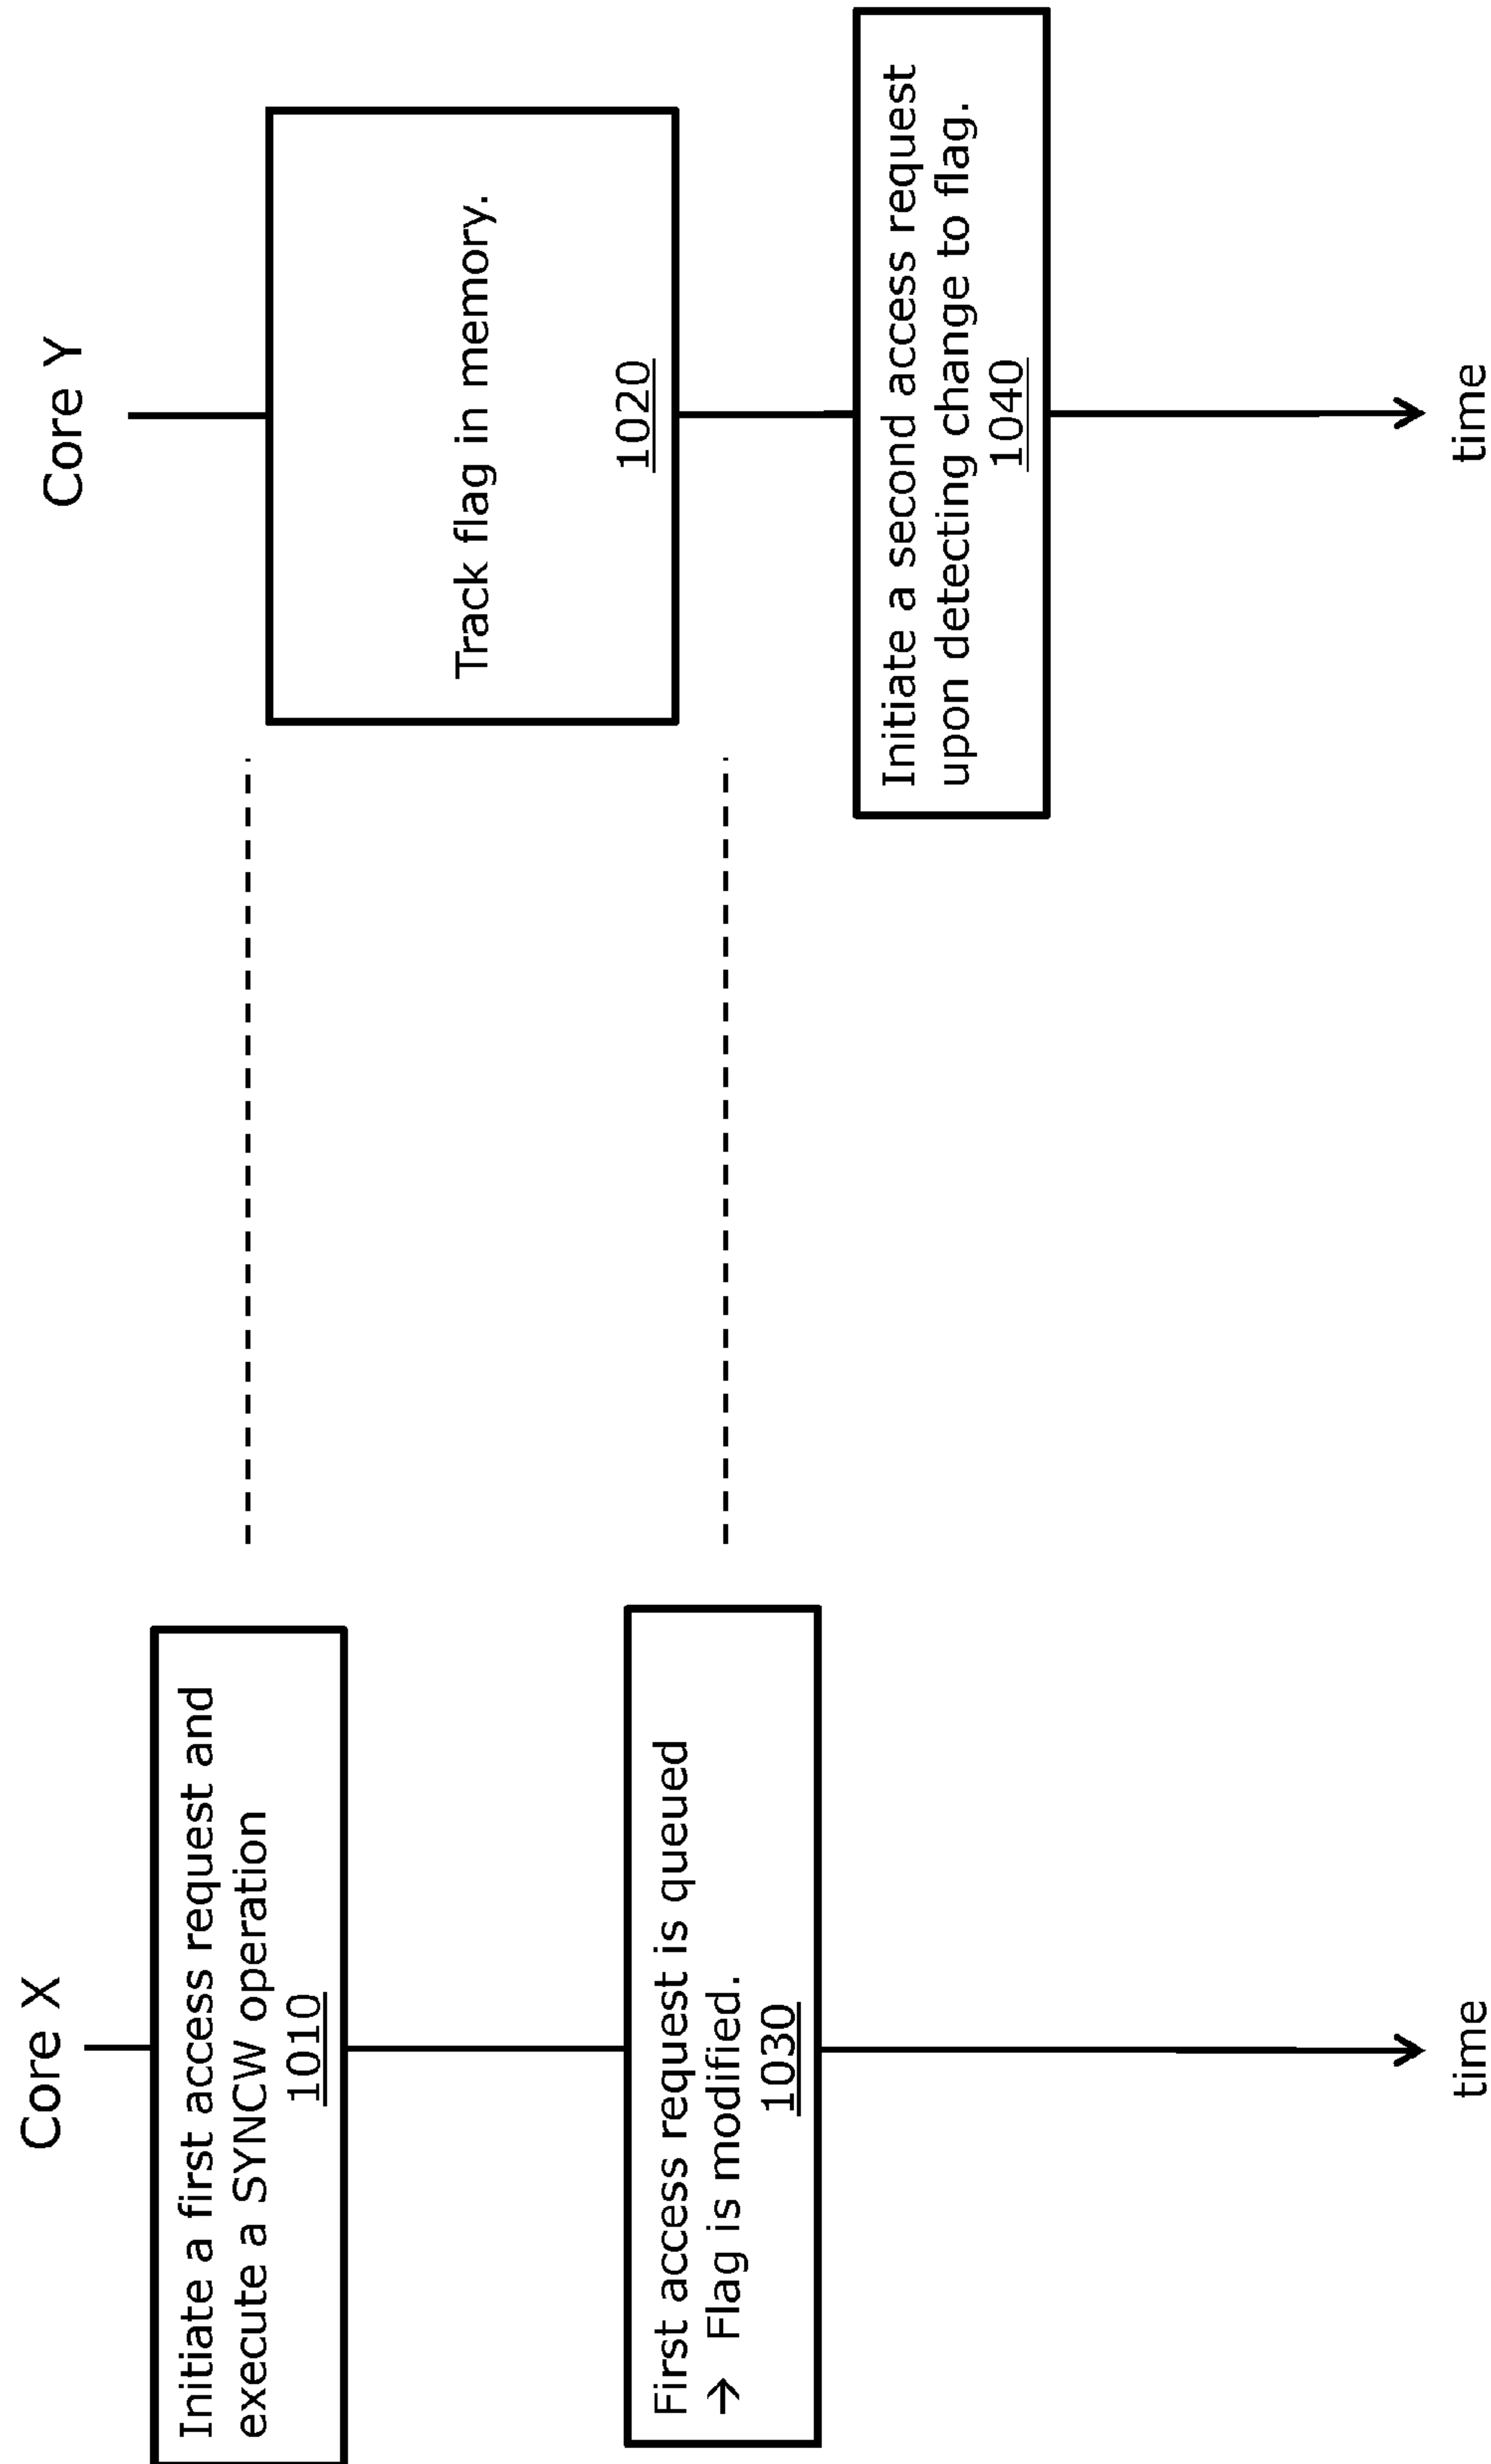 Core X
Initiate a first access request and
execute a SYNCW operation
1010
First access request is queued
→ Flag is modified.
1030
time
Core Y
Track flag in memory.
1020
Initiate a second access request
upon detecting change to flag.
1040
time